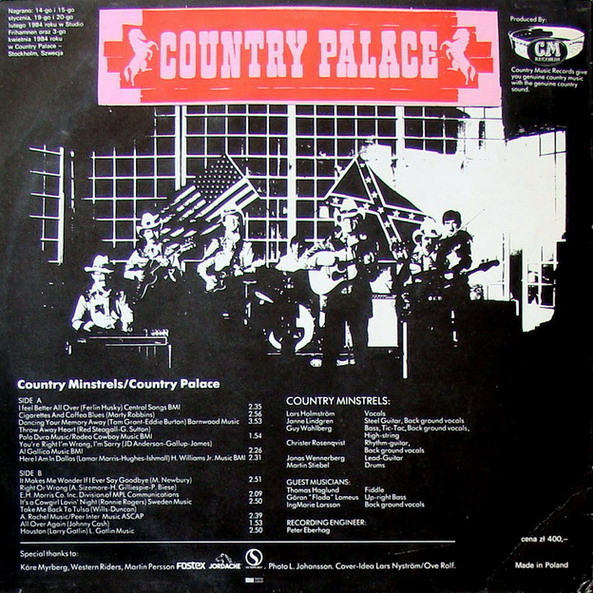 Nagrano: 14-go i 15-go
stycznia, 19-go i 20-go
lutego 1984 roku w Studio
Frihamnen oraz 3-go
kwietnia 1984 roku
w Country Palace –
Stockholm, Szwecja
COUNTRY PALACE
Produced By:
CM
RECORDS
Country Music Records give
you genuine country music
with the genuine country
sound.
Country Minstrels/Country Palace
SIDE A
I feel Better All Over (Ferlin Husky) Central Songs BMI 2.35
Cigarettes And Coffea Blues (Marty Robbins) 2.56
Dancing Your Memory Away (Tom Grant-Eddie Burton) Barnwood Music 3.53
Throw Away Heart (Red Steagall-G. Sutton)
Palo Duro Music/Rodeo Cowboy Music BMI 1.54
You're Right I'm Wrong, I'm Sorry (JD Anderson-Gallup-James)
Al Gallico Music BMI 2.26
Here I Am In Dallas (Lamar Morris-Hughes-Ishmall) H. Williams Jr. Music BMI 2.31
SIDE B
It Makes Me Wonder If I Ever Say Goodbye (M. Newbury) 2.51
Right Or Wrong (A. Sizemore-H. Gillespie-P. Biese)
E.H. Morris Co. Inc. Division of MPL Communications 2.09
It's a Cowgirl Lovin' Night (Ronnie Rogers) Sweden Music 2.50
Take Me Back To Tulsa (Wills-Duncan)
A. Rachel Music/Peer Inter Music ASCAP 2.39
All Over Again (Johnny Cash) 1.53
Houston (Larry Gatlin) L. Gatlin Music 2.50
COUNTRY MINSTRELS:
Lars Holmström Vocals
Janne Lindgren Steel Guitar, Back ground vocals
Guy Wahlberg Bass, Tic-Tac, Back ground vocals,
High-string
Christer Rosenqvist Rhythm-guitar,
Back ground vocals
Jonas Wennerberg Lead-Guitar
Martin Stiebel Drums
GUEST MUSICIANS:
Thomas Haglund Fiddle
Göran "Flodo" Lameus Up-right Bass
IngMarie Larsson Back ground vocals
RECORDING ENGINEER:
Peter Eberhag
cena zł 400,–
Special thanks to:
Kåre Myrberg, Western Riders, Martin Persson Fostex JORDACHE Photo L. Johansson. Cover-Idea Lars Nyström/Ove Rolf.
Made in Poland